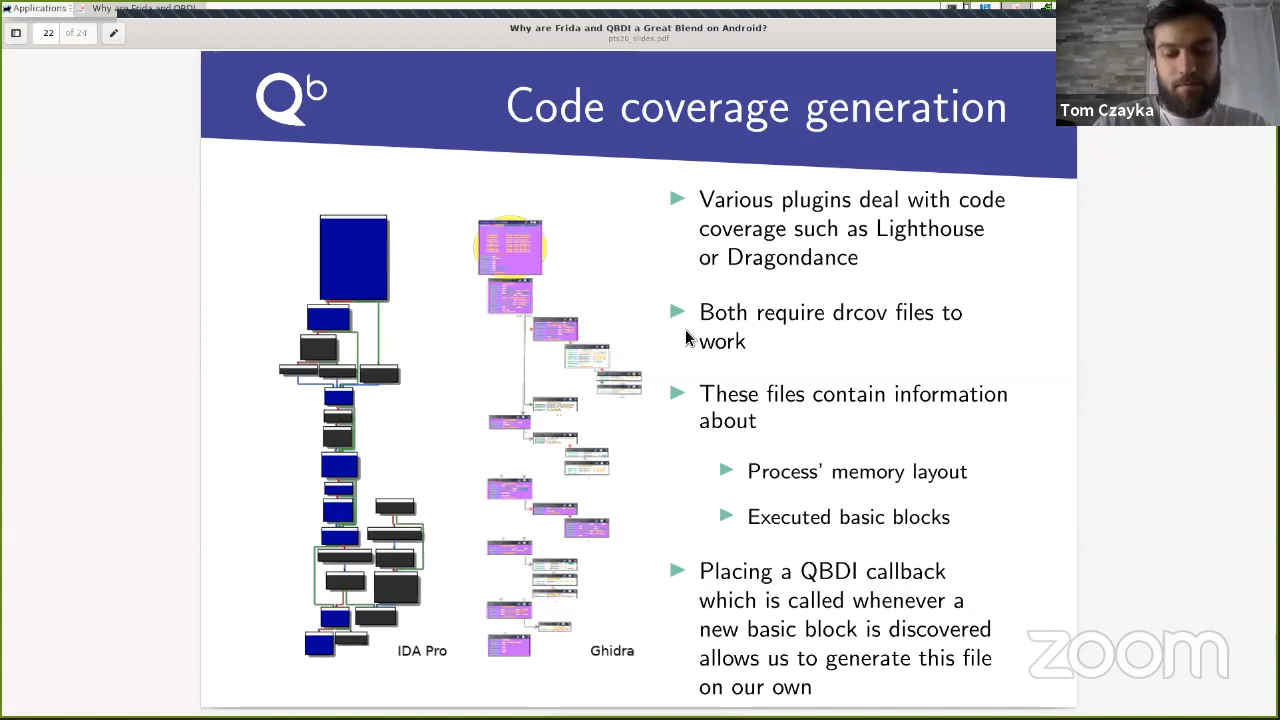 Applications
Why are Frida and QBDI
22 of 24
Why are Frida and QBDI a Great Blend on Android?
pts20_slides.pdf
Tom Czayka
Qb
Code coverage generation
Various plugins deal with code
coverage such as Lighthouse
or Dragondance
Both require drcov files to
work
These files contain information
about
Process’ memory layout
Executed basic blocks
Placing a QBDI callback
which is called whenever a
new basic block is discovered
allows us to generate this file
on our own
IDA Pro
Ghidra
zoom